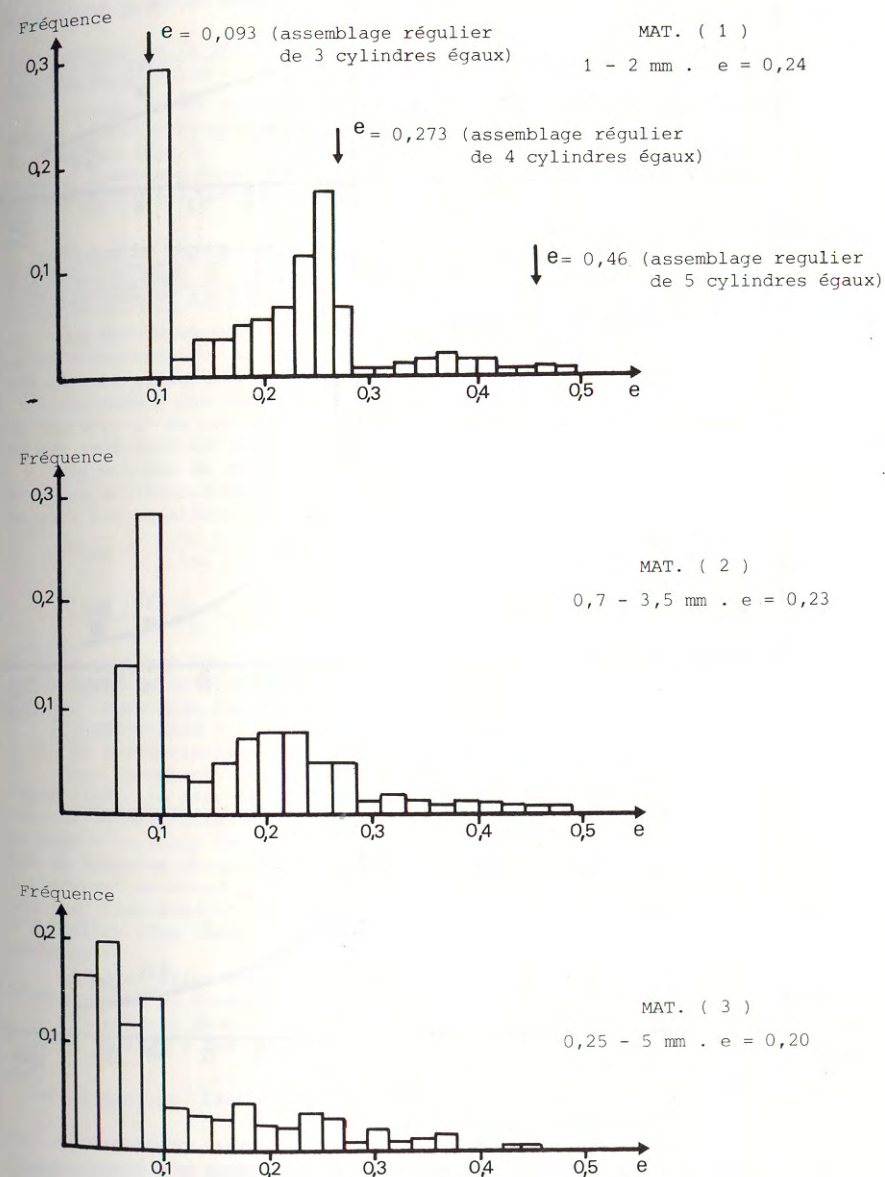 Fréquence
e = 0,093 (assemblage régulier
de 3 cylindres égaux)
MAT. ( 1 )
1 - 2 mm . e = 0,24
0,3
e = 0,273 (assemblage régulier
de 4 cylindres égaux)
0,2
e = 0,46 (assemblage regulier
de 5 cylindres égaux)
0,1
0,1 0,2 0,3 0,4 0,5 e
Fréquence
0,3
MAT. ( 2 )
0,7 - 3,5 mm . e = 0,23
0,2
0,1
0,1 0,2 0,3 0,4 0,5 e
Fréquence
0,2
MAT. ( 3 )
0,25 - 5 mm . e = 0,20
0,1
0,1 0,2 0,3 0,4 0,5 e